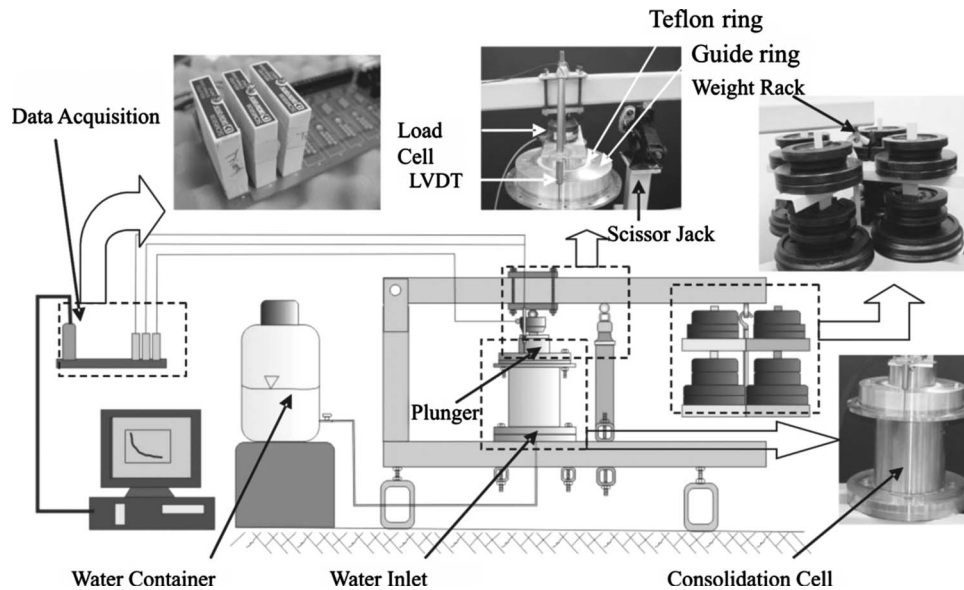 Teflon ring
Guide ring
Weight Rack
Data Acquisition
Load
Cell
LVDT
Scissor Jack
Plunger
Water Container
Water Inlet
Consolidation Cell